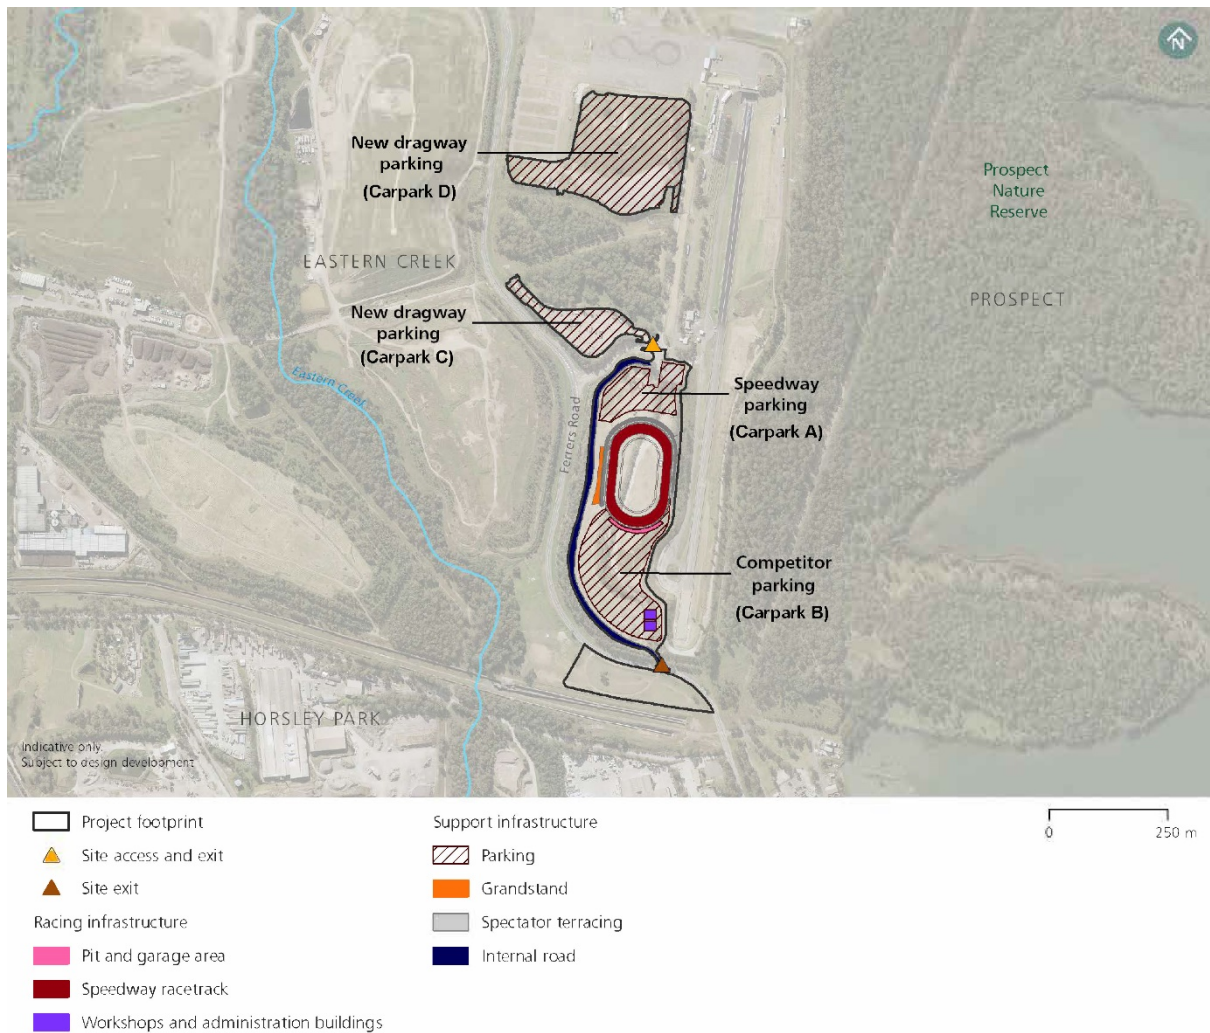 N
New dragway
parking
(Carpark D)
Prospect
Nature
Reserve
EASTERN CREEK
PROSPECT
New dragway
parking
(Carpark C)
Eastern Creek
Speedway
parking
(Carpark A)
Ferrers Road
Competitor
parking
(Carpark B)
HORSLEY PARK
Indicative only.
Subject to design development
Project footprint
Site access and exit
Site exit
Racing infrastructure
Pit and garage area
Speedway racetrack
Workshops and administration buildings
Support infrastructure
Parking
Grandstand
Spectator terracing
Internal road
0 250 m